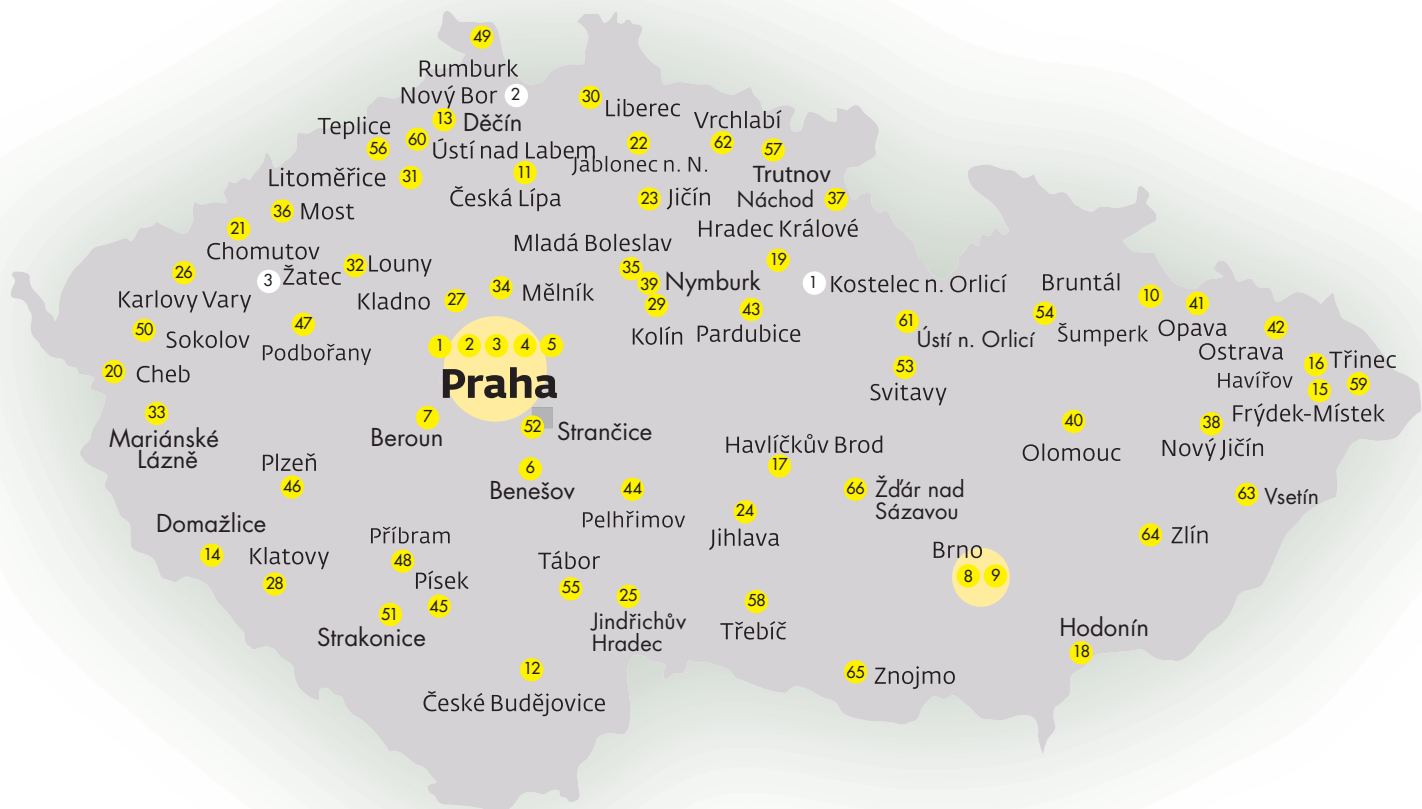 49
Rumburk
Nový Bor 2
30 Liberec
13 Děčín
Vrchlabí
Teplice
60
56
Ústí nad Labem
22
62
57
Jablonec n. N.
Litoměřice 31
11
Trutnov
Česká Lípa
23 Jičín
Náchod 37
36 Most
21
Hradec Králové
Chomutov
Mladá Boleslav
26
3 Žatec
32 Louny
35
19
Karlovy Vary
34 Mělník
39 Nymburk
1 Kostelec n. Orlicí
Bruntál
10
Kladno 27
29
43
41
50
Sokolov
47
Kolín
Pardubice
61
Ústí n. Orlicí
54
Šumperk
Opava
42
Podbořany
1 2 3 4 5
Ostrava
20 Cheb
Praha
53
16 Třinec
Svitavy
Havířov
15
59
33
7
52 Strančice
40
38
Frýdek-Místek
Mariánské
Lázně
Beroun
Havlíčkův Brod
Olomouc
Nový Jičín
Plzeň
6
17
46
Benešov
44
66 Žďár nad
Sázavou
63 Vsetín
Domažlice
Pelhřimov
24
Příbram
Jihlava
64 Zlín
14
Klatovy
48
Tábor
Brno
28
Písek
55
8 9
51
45
25
58
Strakonice
Jindřichův
Hradec
Třebíč
Hodonín
18
12
65 Znojmo
České Budějovice